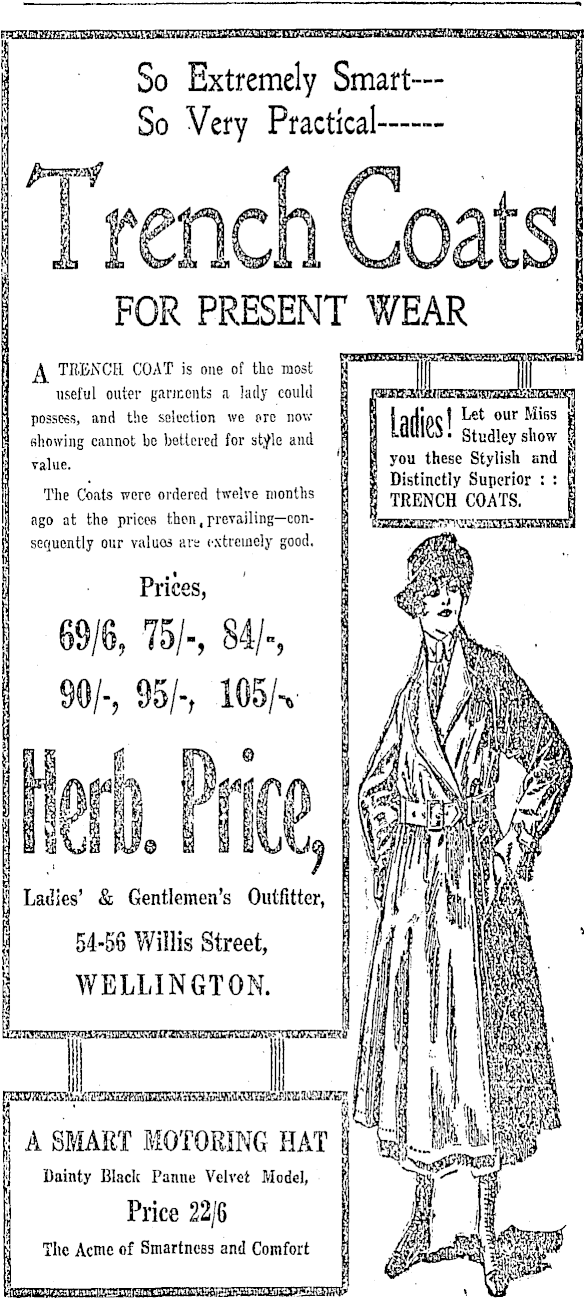 So Extremely Smart---
So Very Practical------
Trench Coats
FOR PRESENT WEAR
A TRENCH COAT is one of the most
useful outer garments a lady could
possess, and the selection we are now
showing cannot be bettered for style and
value.
The Coats were ordered twelve months
ago at the prices then prevailing—con-
sequently our values are extremely good.
Prices,
69/6, 75/-, 84/-,
90/-, 95/-, 105/-.
Herb. Price,
Ladies' & Gentlemen's Outfitter,
54-56 Willis Street,
WELLINGTON.
Ladies! Let our Miss
Studley show
you these Stylish and
Distinctly Superior : :
TRENCH COATS.
A SMART MOTORING HAT
Dainty Black Panne Velvet Model,
Price 22/6
The Acme of Smartness and Comfort